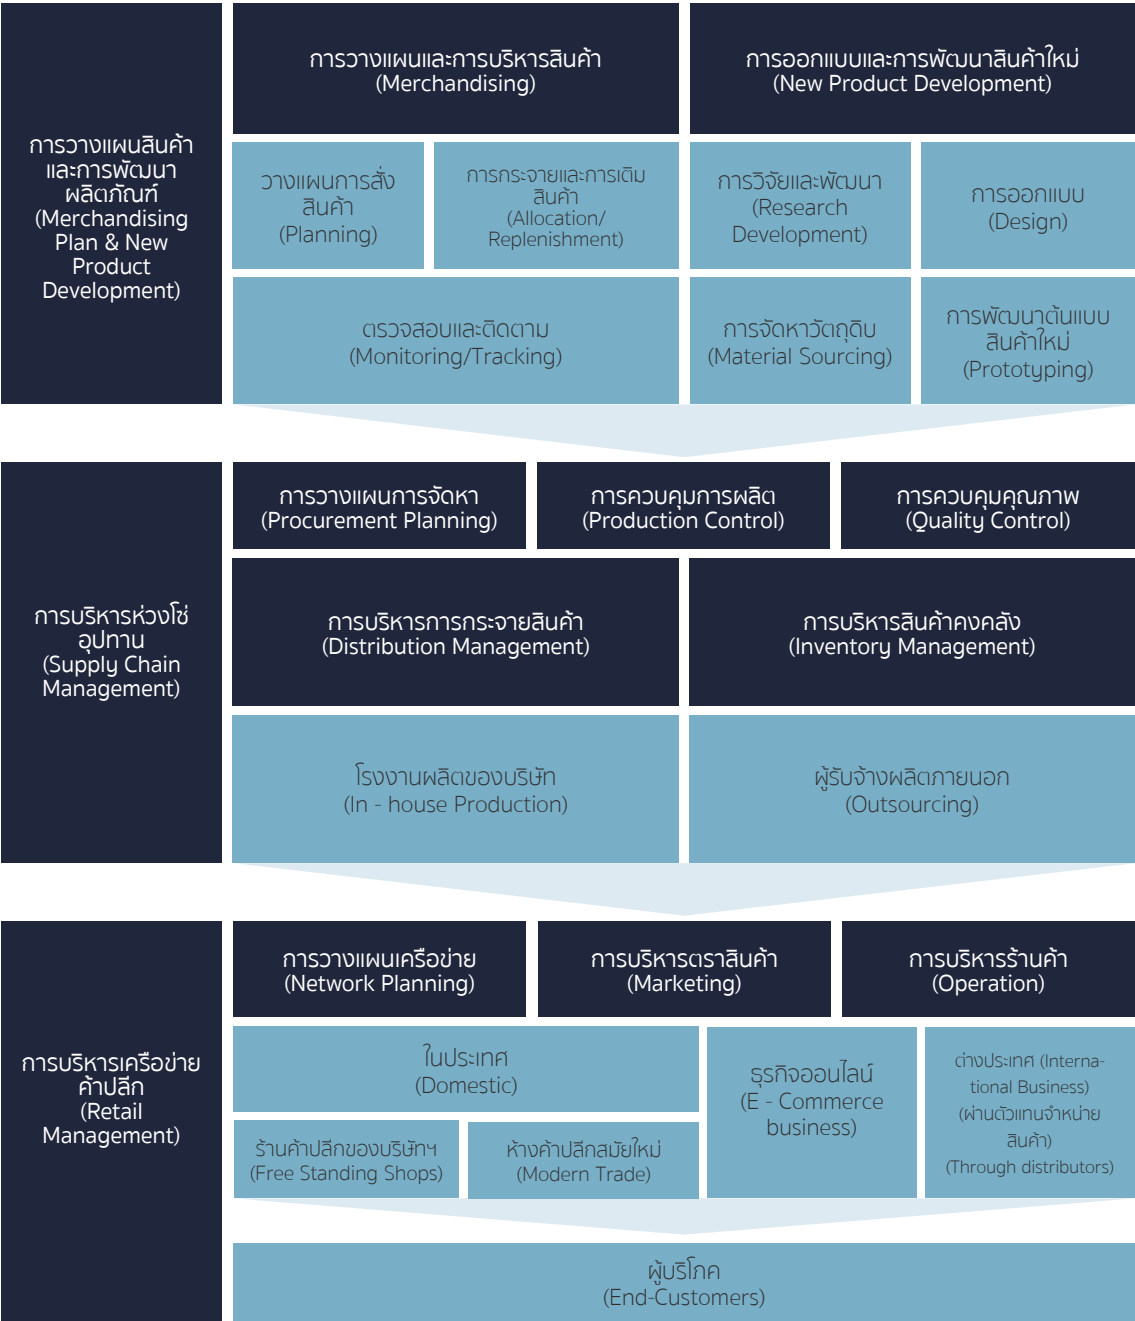 การวางแผนสินค้า
และการพัฒนา
ผลิตภัณฑ์
(Merchandising
Plan & New
Product
Development)
การวางแผนและการบริหารสินค้า
(Merchandising)
การออกแบบและการพัฒนาสินค้าใหม่
(New Product Development)
วางแผนการสั่ง
สินค้า
(Planning)
การกระจายและการเติม
สินค้า
(Allocation/
Replenishment)
การวิจัยและพัฒนา
(Research
Development)
การออกแบบ
(Design)
ตรวจสอบและติดตาม
(Monitoring/Tracking)
การจัดหาวัตถุดิบ
(Material Sourcing)
การพัฒนาต้นแบบ
สินค้าใหม่
(Prototyping)
การบริหารห่วงโซ่
อุปทาน
(Supply Chain
Management)
การวางแผนการจัดหา
(Procurement Planning)
การควบคุมการผลิต
(Production Control)
การควบคุมคุณภาพ
(Quality Control)
การบริหารการกระจายสินค้า
(Distribution Management)
การบริหารสินค้าคงคลัง
(Inventory Management)
โรงงานผลิตของบริษัท
(In - house Production)
ผู้รับจ้างผลิตภายนอก
(Outsourcing)
การบริหารเครือข่าย
ค้าปลีก
(Retail
Management)
การวางแผนเครือข่าย
(Network Planning)
การบริหารตราสินค้า
(Marketing)
การบริหารร้านค้า
(Operation)
ในประเทศ
(Domestic)
ร้านค้าปลีกของบริษัทฯ
(Free Standing Shops)
ห้างค้าปลีกสมัยใหม่
(Modern Trade)
ธุรกิจออนไลน์
(E - Commerce
business)
ต่างประเทศ (Interna-
tional Business)
(ผ่านตัวแทนจำหน่าย
สินค้า)
(Through distributors)
ผู้บริโภค
(End-Customers)